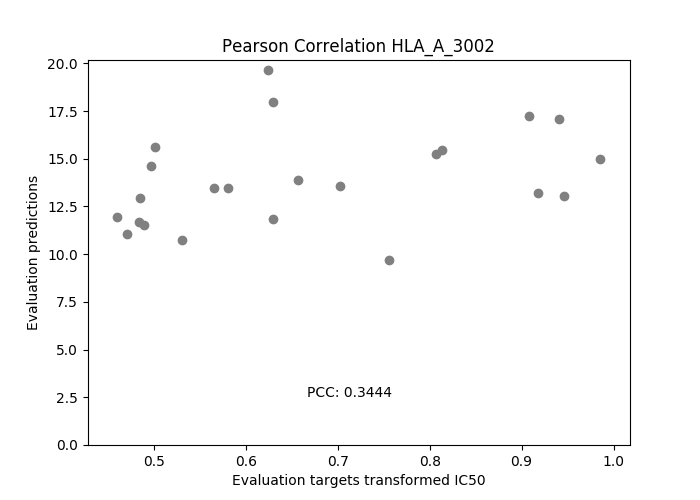 Pearson Correlation HLA_A_3002
20.0
17.5
15.0
12.5
10.0
7.5
5.0
2.5
0.0
Evaluation predictions
PCC: 0.3444
0.5 0.6 0.7 0.8 0.9 1.0
Evaluation targets transformed IC50